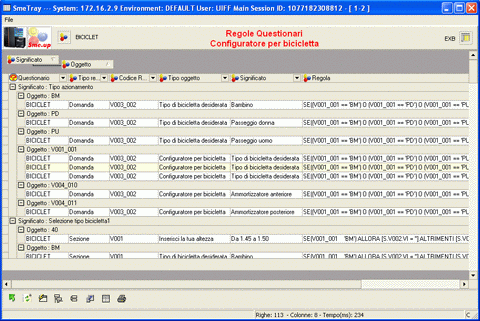 SmeTray --- System: 172.16.2.9 Environment: DEFAULT User: UIFF Main Session ID: 1077182308812 - [ 1 -2 ]
File
Sme.up BICICLET Regole Questionari EXB
Configuratore per bicicletta
Significato
Oggetto
Questionario Tipo re... Codice R... Tipo oggetto Significato Regola
Significato : Tipo azionamento
Oggetto : BM
BICICLET Domanda V003_002 Tipo di bicicletta desiderata Bambino SE(|V001_001 == 'BM') O (V001_001 == 'PD') O (V001_001 == 'PU
Oggetto : PD
BICICLET Domanda V003_002 Tipo di bicicletta desiderata Passeggio donna SE(|V001_001 == 'BM') O (V001_001 == 'PD') O (V001_001 == 'PU
Oggetto : PU
BICICLET Domanda V003_002 Tipo di bicicletta desiderata Passeggio uomo SE(|V001_001 == 'BM') O (V001_001 == 'PD') O (V001_001 == 'PU
Oggetto : V001_001
BICICLET Domanda V003_002 Configuratore per bicicletta Tipo di bicicletta desiderata SE(|V001_001 == 'BM') O (V001_001 == 'PD') O (V001_001 == 'PU
BICICLET Domanda V003_002 Configuratore per bicicletta Tipo di bicicletta desiderata SE(|V001_001 == 'BM') O (V001_001 == 'PD') O (V001_001 == 'PU
BICICLET Domanda V003_002 Configuratore per bicicletta Tipo di bicicletta desiderata SE(|V001_001 == 'BM') O (V001_001 == 'PD') O (V001_001 == 'PU
Oggetto : V004_010
BICICLET Domanda V003_002 Configuratore per bicicletta Ammortizzatore anteriore SE(|V001_001 == 'BM') O (V001_001 == 'PD') O (V001_001 == 'PU
Oggetto : V004_011
BICICLET Domanda V003_002 Configuratore per bicicletta Ammortizzatore posteriore SE(|V001_001 == 'BM') O (V001_001 == 'PD') O (V001_001 == 'PU
Significato : Selezione tipo bicicletta1
Oggetto : 40
BICICLET Sezione V001 Inserisci la tua altezza Da 1.45 a 1.50 SE(|V001_001 'BM') ALLORA {S.V002.VI = ''} ALTRIMENTI {S.V00
Oggetto : BM
BICICLET Sezione V001 Tipo di bicicletta desiderata Bambino SE(|V001_001 'BM') ALLORA {S.V002.VI = ''} ALTRIMENTI {S.V00
Righe: 113 - Colonne: 8 - Tempo(ms): 234 C